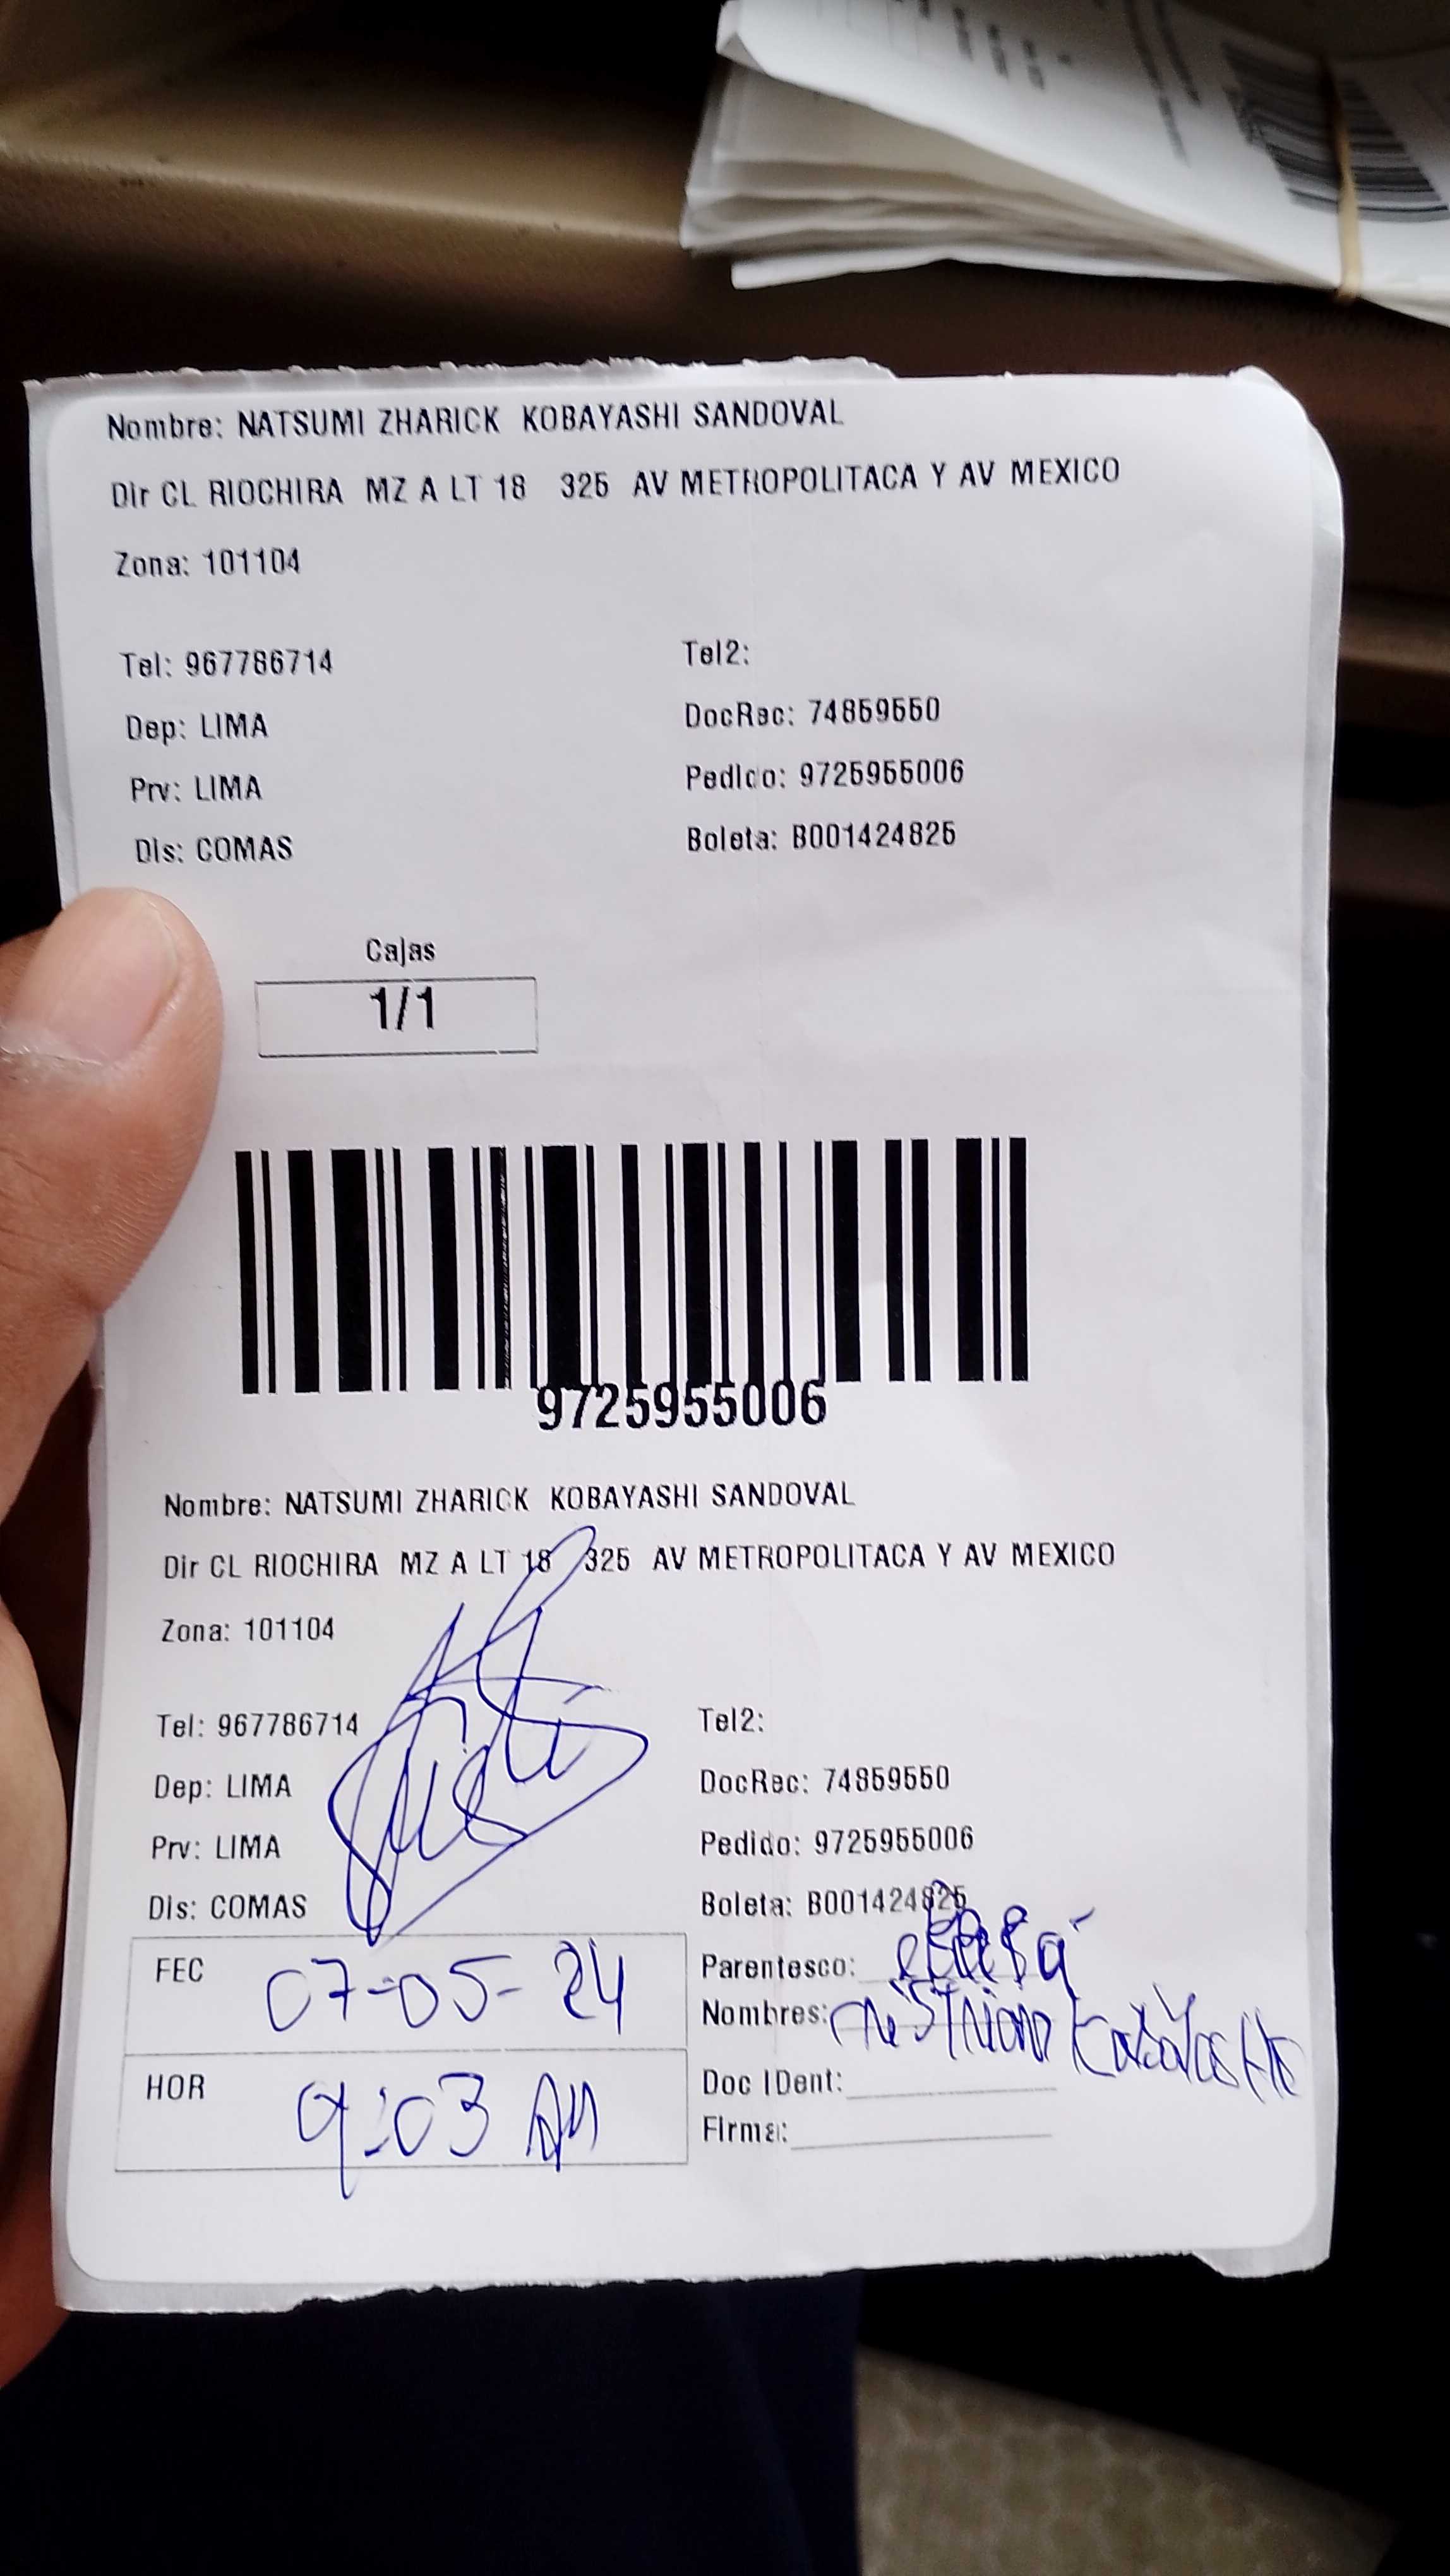 Nombre: NATSUMI ZHARICK KOBAYASHI SANDOVAL
Dir CL RIOCHIRA MZ A LT 18 325 AV METROPOLITACA Y AV MEXICO
Zona: 101104
Tel: 967786714 Tel2:
Dep: LIMA DocRec: 74859550
Prv: LIMA Pedido: 9725955006
Dis: COMAS Boleta: B001424825
Cajas
1/1
9725955006
Nombre: NATSUMI ZHARICK KOBAYASHI SANDOVAL
Dir CL RIOCHIRA MZ A LT 18 325 AV METROPOLITACA Y AV MEXICO
Zona: 101104
Tel: 967786714 Tel2:
Dep: LIMA DocRec: 74859550
Prv: LIMA Pedido: 9725955006
Dis: COMAS Boleta: B001424825
FEC 07-05-24 Parentesco:
Nombres:
HOR 9:03 AM Doc IDent:
Firma: